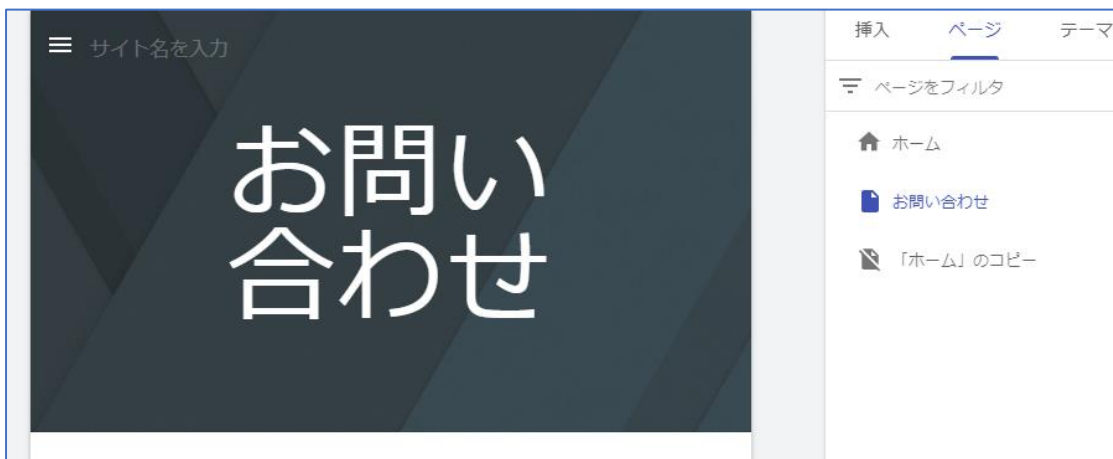 サイト名を入力
お問い
合わせ
挿入 ページ テーマ
ページをフィルタ
ホーム
お問い合わせ
「ホーム」のコピー